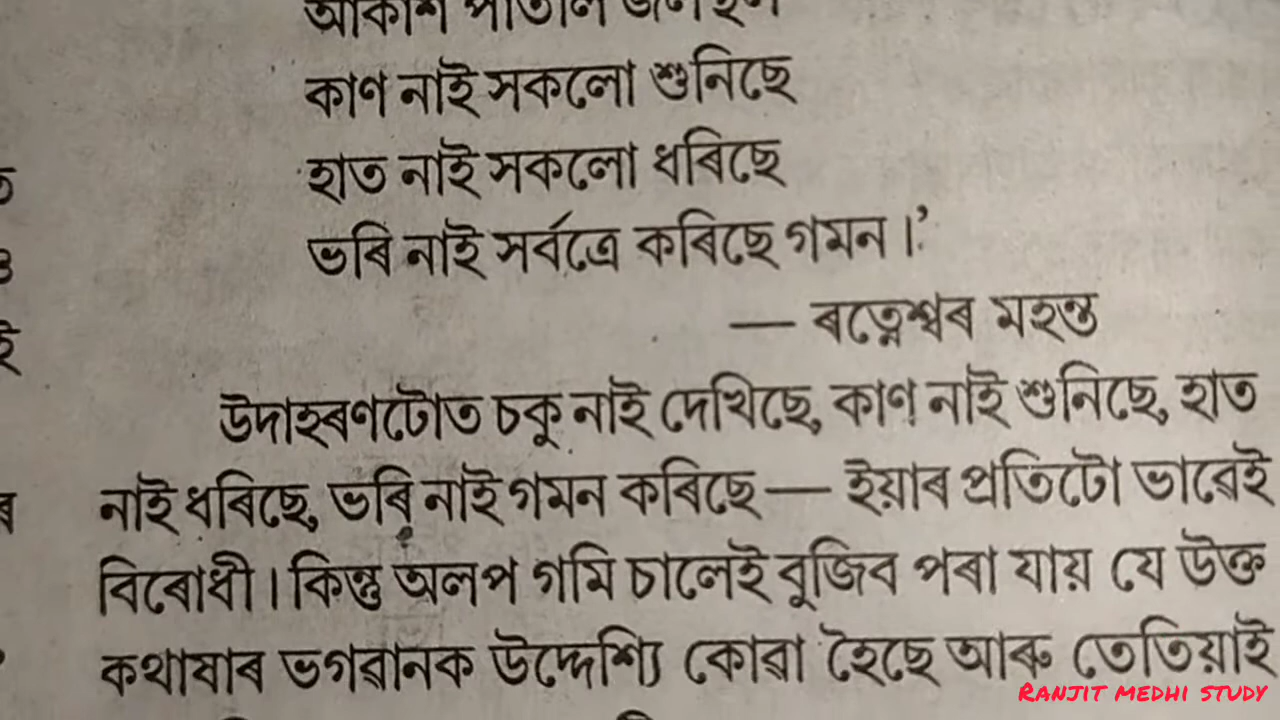 আকাশ পাতাল
কাণ নাই সকলো শুনিছে
হাত নাই সকলো ধৰিছে
ভৰি নাই সৰ্বত্ৰে কৰিছে গমন।’
— ৰত্নেশ্বৰ মহন্ত
উদাহৰণটোত চকু নাই দেখিছে, কাণ নাই শুনিছে, হাত
নাই ধৰিছে, ভৰি নাই গমন কৰিছে — ইয়াৰ প্ৰতিটো ভাৱেই
বিৰোধী। কিন্তু অলপ গমি চালেই বুজিব পৰা যায় যে উক্ত
কথাষাৰ ভগৱানক উদ্দেশ্যি কোৱা হৈছে আৰু তেতিয়াই
RANJIT MEDHI STUDY